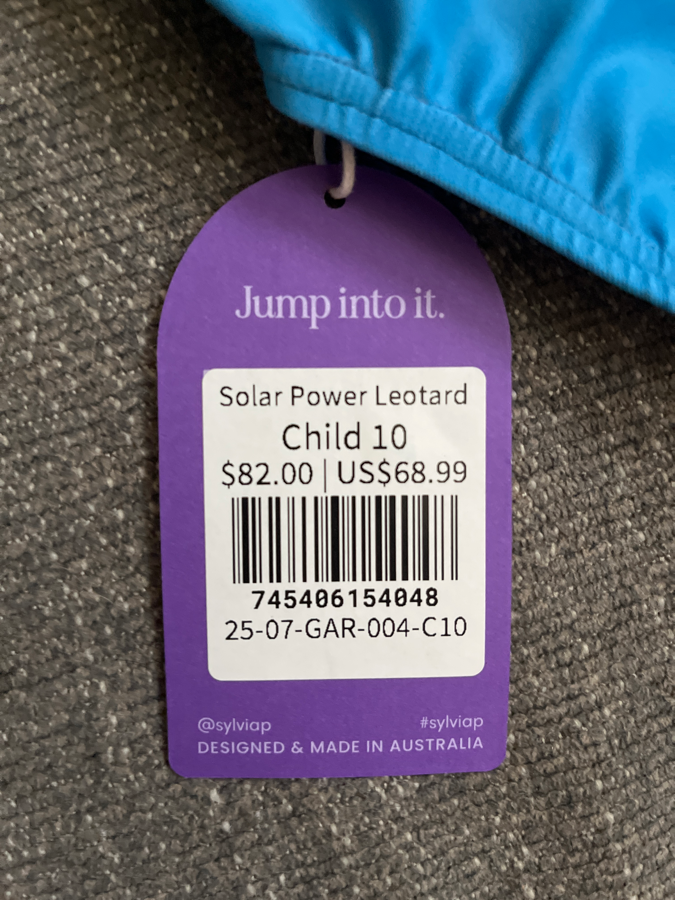 Jump into it.
Solar Power Leotard
Child 10
$82.00 | US$68.99
745406154048
25-07-GAR-004-C10
@sylviap #sylviap
DESIGNED & MADE IN AUSTRALIA